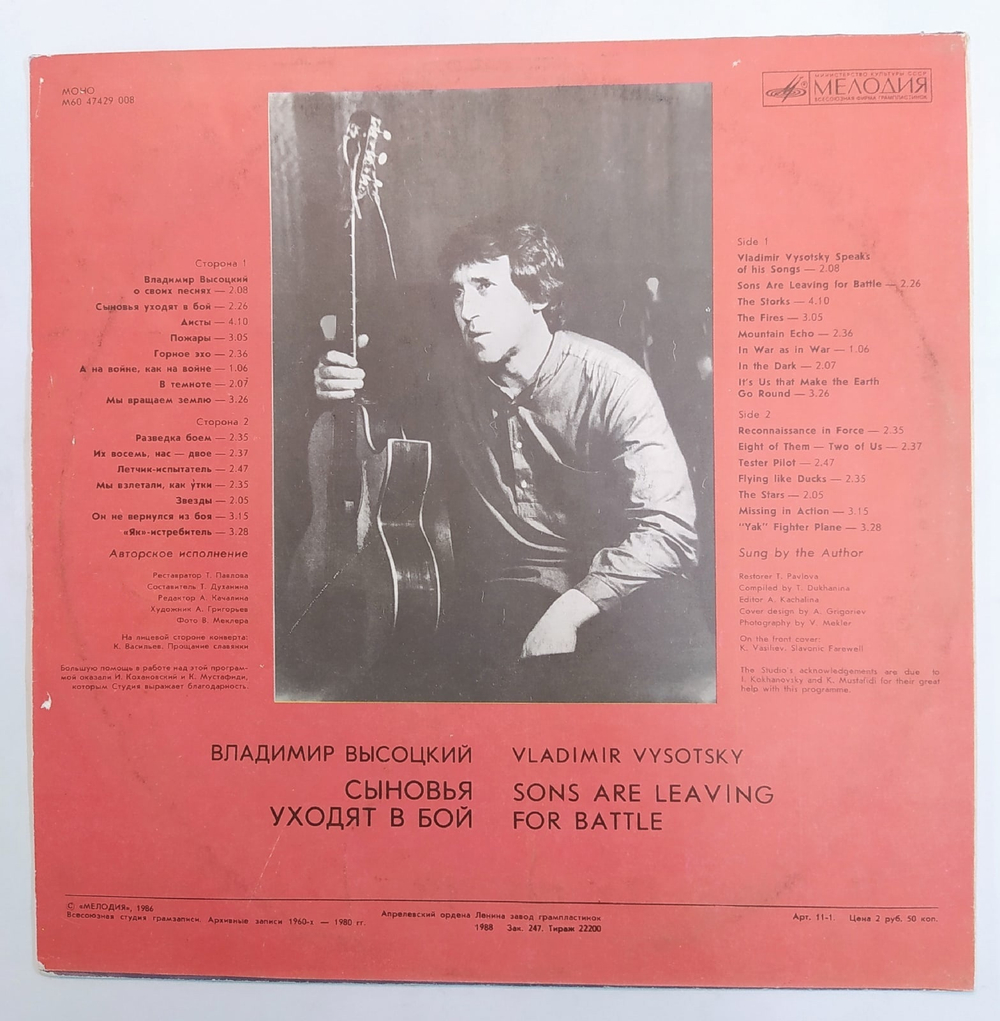 МОНО
М60 47429 008
МИНИСТЕРСТВО КУЛЬТУРЫ СССР
МЕЛОДИЯ
ВСЕСОЮЗНАЯ ФИРМА ГРАМПЛАСТИНОК
Сторона 1
Владимир Высоцкий
о своих песнях — 2.08
Сыновья уходят в бой — 2.26
Аисты — 4.10
Пожары — 3.05
Горное эхо — 2.36
А на войне, как на войне — 1.06
В темноте — 2.07
Мы вращаем землю — 3.26
Сторона 2
Разведка боем — 2.35
Их восемь, нас — двое — 2.37
Летчик-испытатель — 2.47
Мы взлетали, как утки — 2.35
Звезды — 2.05
Он не вернулся из боя — 3.15
«Як»-истребитель — 3.28
Авторское исполнение
Реставратор Т. Павлова
Составитель Т. Духанина
Редактор А. Качалина
Художник А. Григорьев
Фото В. Меклера
На лицевой стороне конверта:
К. Васильев. Прощание славянки
Большую помощь в работе над этой програм-
мой оказали И. Кохановский и К. Мустафиди,
которым Студия выражает благодарность.
Side 1
Vladimir Vysotsky Speaks
of his Songs — 2.08
Sons Are Leaving for Battle — 2.26
The Storks — 4.10
The Fires — 3.05
Mountain Echo — 2.36
In War as in War — 1.06
In the Dark — 2.07
It's Us that Make the Earth
Go Round — 3.26
Side 2
Reconnaissance in Force — 2.35
Eight of Them — Two of Us — 2.37
Tester Pilot — 2.47
Flying like Ducks — 2.35
The Stars — 2.05
Missing in Action — 3.15
"Yak" Fighter Plane — 3.28
Sung by the Author
Restorer T. Pavlova
Compiled by T. Dukhanina
Editor A. Kachalina
Cover design by A. Grigoriev
Photography by V. Mekler
On the front cover:
K. Vasiliev. Slavonic Farewell
The Studio's acknowledgements are due to
I. Kokhanovsky and K. Mustafidi for their great
help with this programme.
ВЛАДИМИР ВЫСОЦКИЙ
СЫНОВЬЯ
УХОДЯТ В БОЙ
VLADIMIR VYSOTSKY
SONS ARE LEAVING
FOR BATTLE
© «МЕЛОДИЯ», 1986
Всесоюзная студия грамзаписи. Архивные записи 1960-х — 1980 гг.
Апрелевский ордена Ленина завод грампластинок
1988 Зак. 247. Тираж 22200
Арт. 11-1. Цена 2 руб. 50 коп.